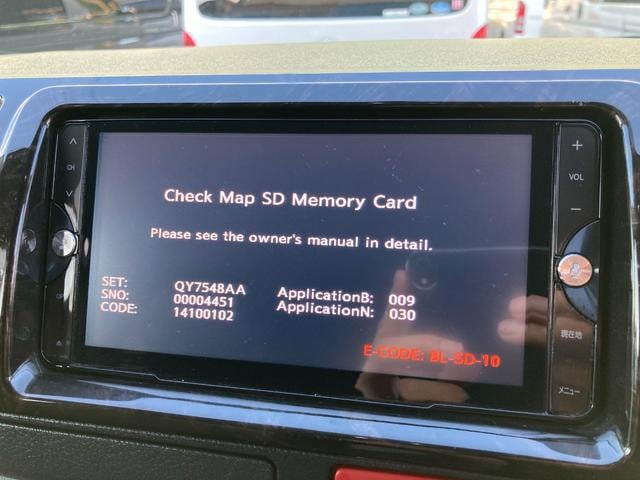 Check Map SD Memory Card
Please see the owner's manual in detail.
SET: QY7548AA
SNO: 00004451 ApplicationB: 009
CODE: 14100102 ApplicationN: 030
E-CODE: BL-SD-10
CH
VOL
現在地
メニュー